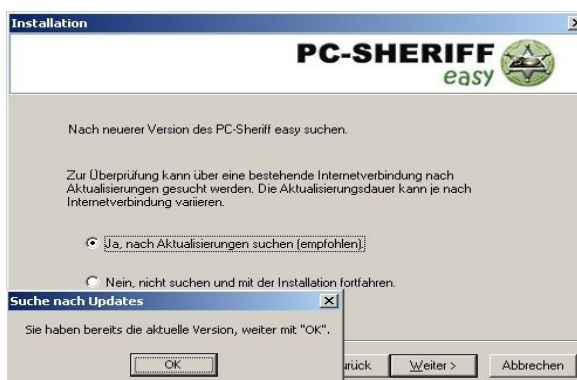 Installation
PC-SHERIFF
easy
Nach neuerer Version des PC-Sheriff easy suchen.
Zur Überprüfung kann über eine bestehende Internetverbindung nach
Aktualisierungen gesucht werden. Die Aktualisierungsdauer kann je nach
Internetverbindung variieren.
Ja, nach Aktualisierungen suchen (empfohlen).
Nein, nicht suchen und mit der Installation fortfahren.
Suche nach Updates
Sie haben bereits die aktuelle Version, weiter mit "OK".
OK
urück
Weiter >
Abbrechen